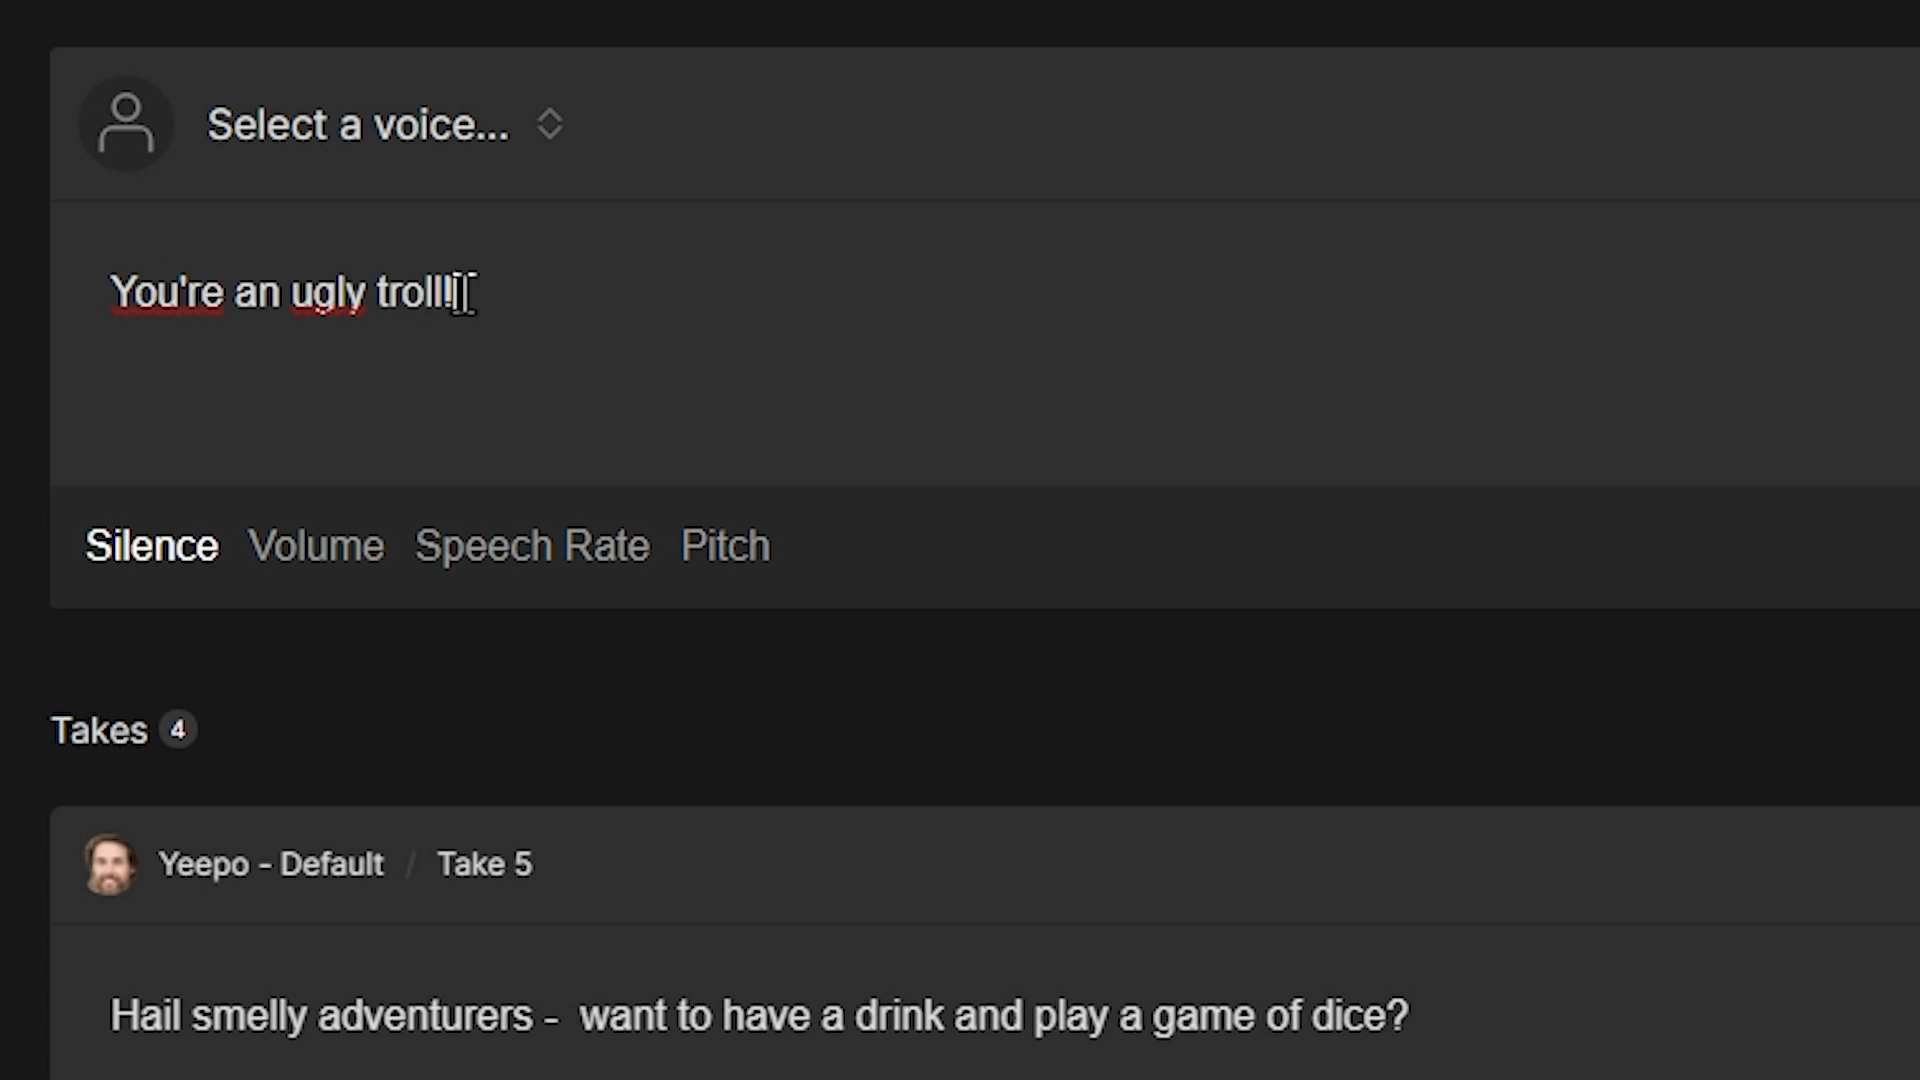 Select a voice...
You're an ugly troll!
Silence Volume Speech Rate Pitch
Takes 4
Yeepo - Default / Take 5
Hail smelly adventurers -  want to have a drink and play a game of dice?